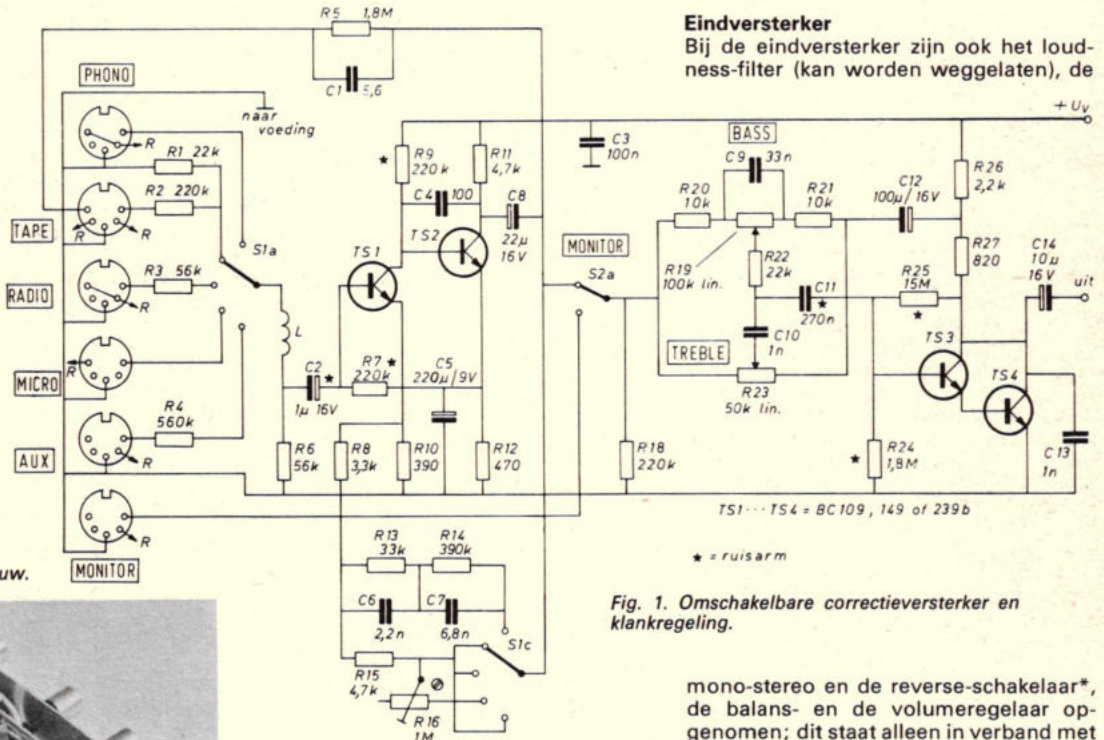 Eindversterker
Bij de eindversterker zijn ook het loud-
ness-filter (kan worden weggelaten), de
R5 1,8M
C1 5,6
PHONO
naar
voeding
R
R1 22k
R2 220k
TAPE
R
R
S1a
RADIO
R3 56k
R
MICRO
R
R4
560k
AUX
R
R
MONITOR
L
C2 ★
1µ 16V
R6
56k
★ R9
220k
R11
4,7k
C4 100
C8
22µ
16V
TS1
TS2
R7 ★
220k
C5
220µ/9V
R8
3,3k
R10
390
R12
470
R13
33k
R14
390k
C6
2,2n
C7
6,8n
S1c
R15
4,7k
R16
1M
C3
100n
+ Uv
BASS
C9 33n
R20
10k
R21
10k
C12
100µ/16V
R26
2,2k
MONITOR
S2a
R19
100k lin.
R22
22k
C11
★
270n
R25
15M
★
R27
820
C14
10µ
16V
uit
TREBLE
C10
1n
R23
50k lin.
TS3
TS4
R18
220k
★ R24
1,8M
C13
1n
TS1 ··· TS4 = BC109, 149 of 239b
★ = ruisarm
uw.
Fig. 1. Omschakelbare correctieversterker en
klankregeling.
mono-stereo en de reverse-schakelaar*,
de balans- en de volumeregelaar op-
genomen; dit staat alleen in verband met